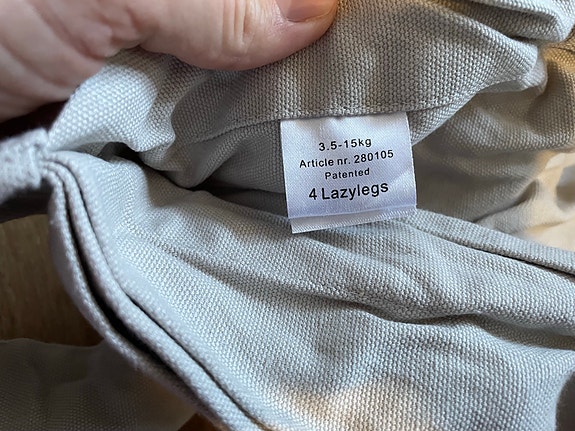 3.5-15kg
Article nr. 280105
Patented
4 Lazylegs